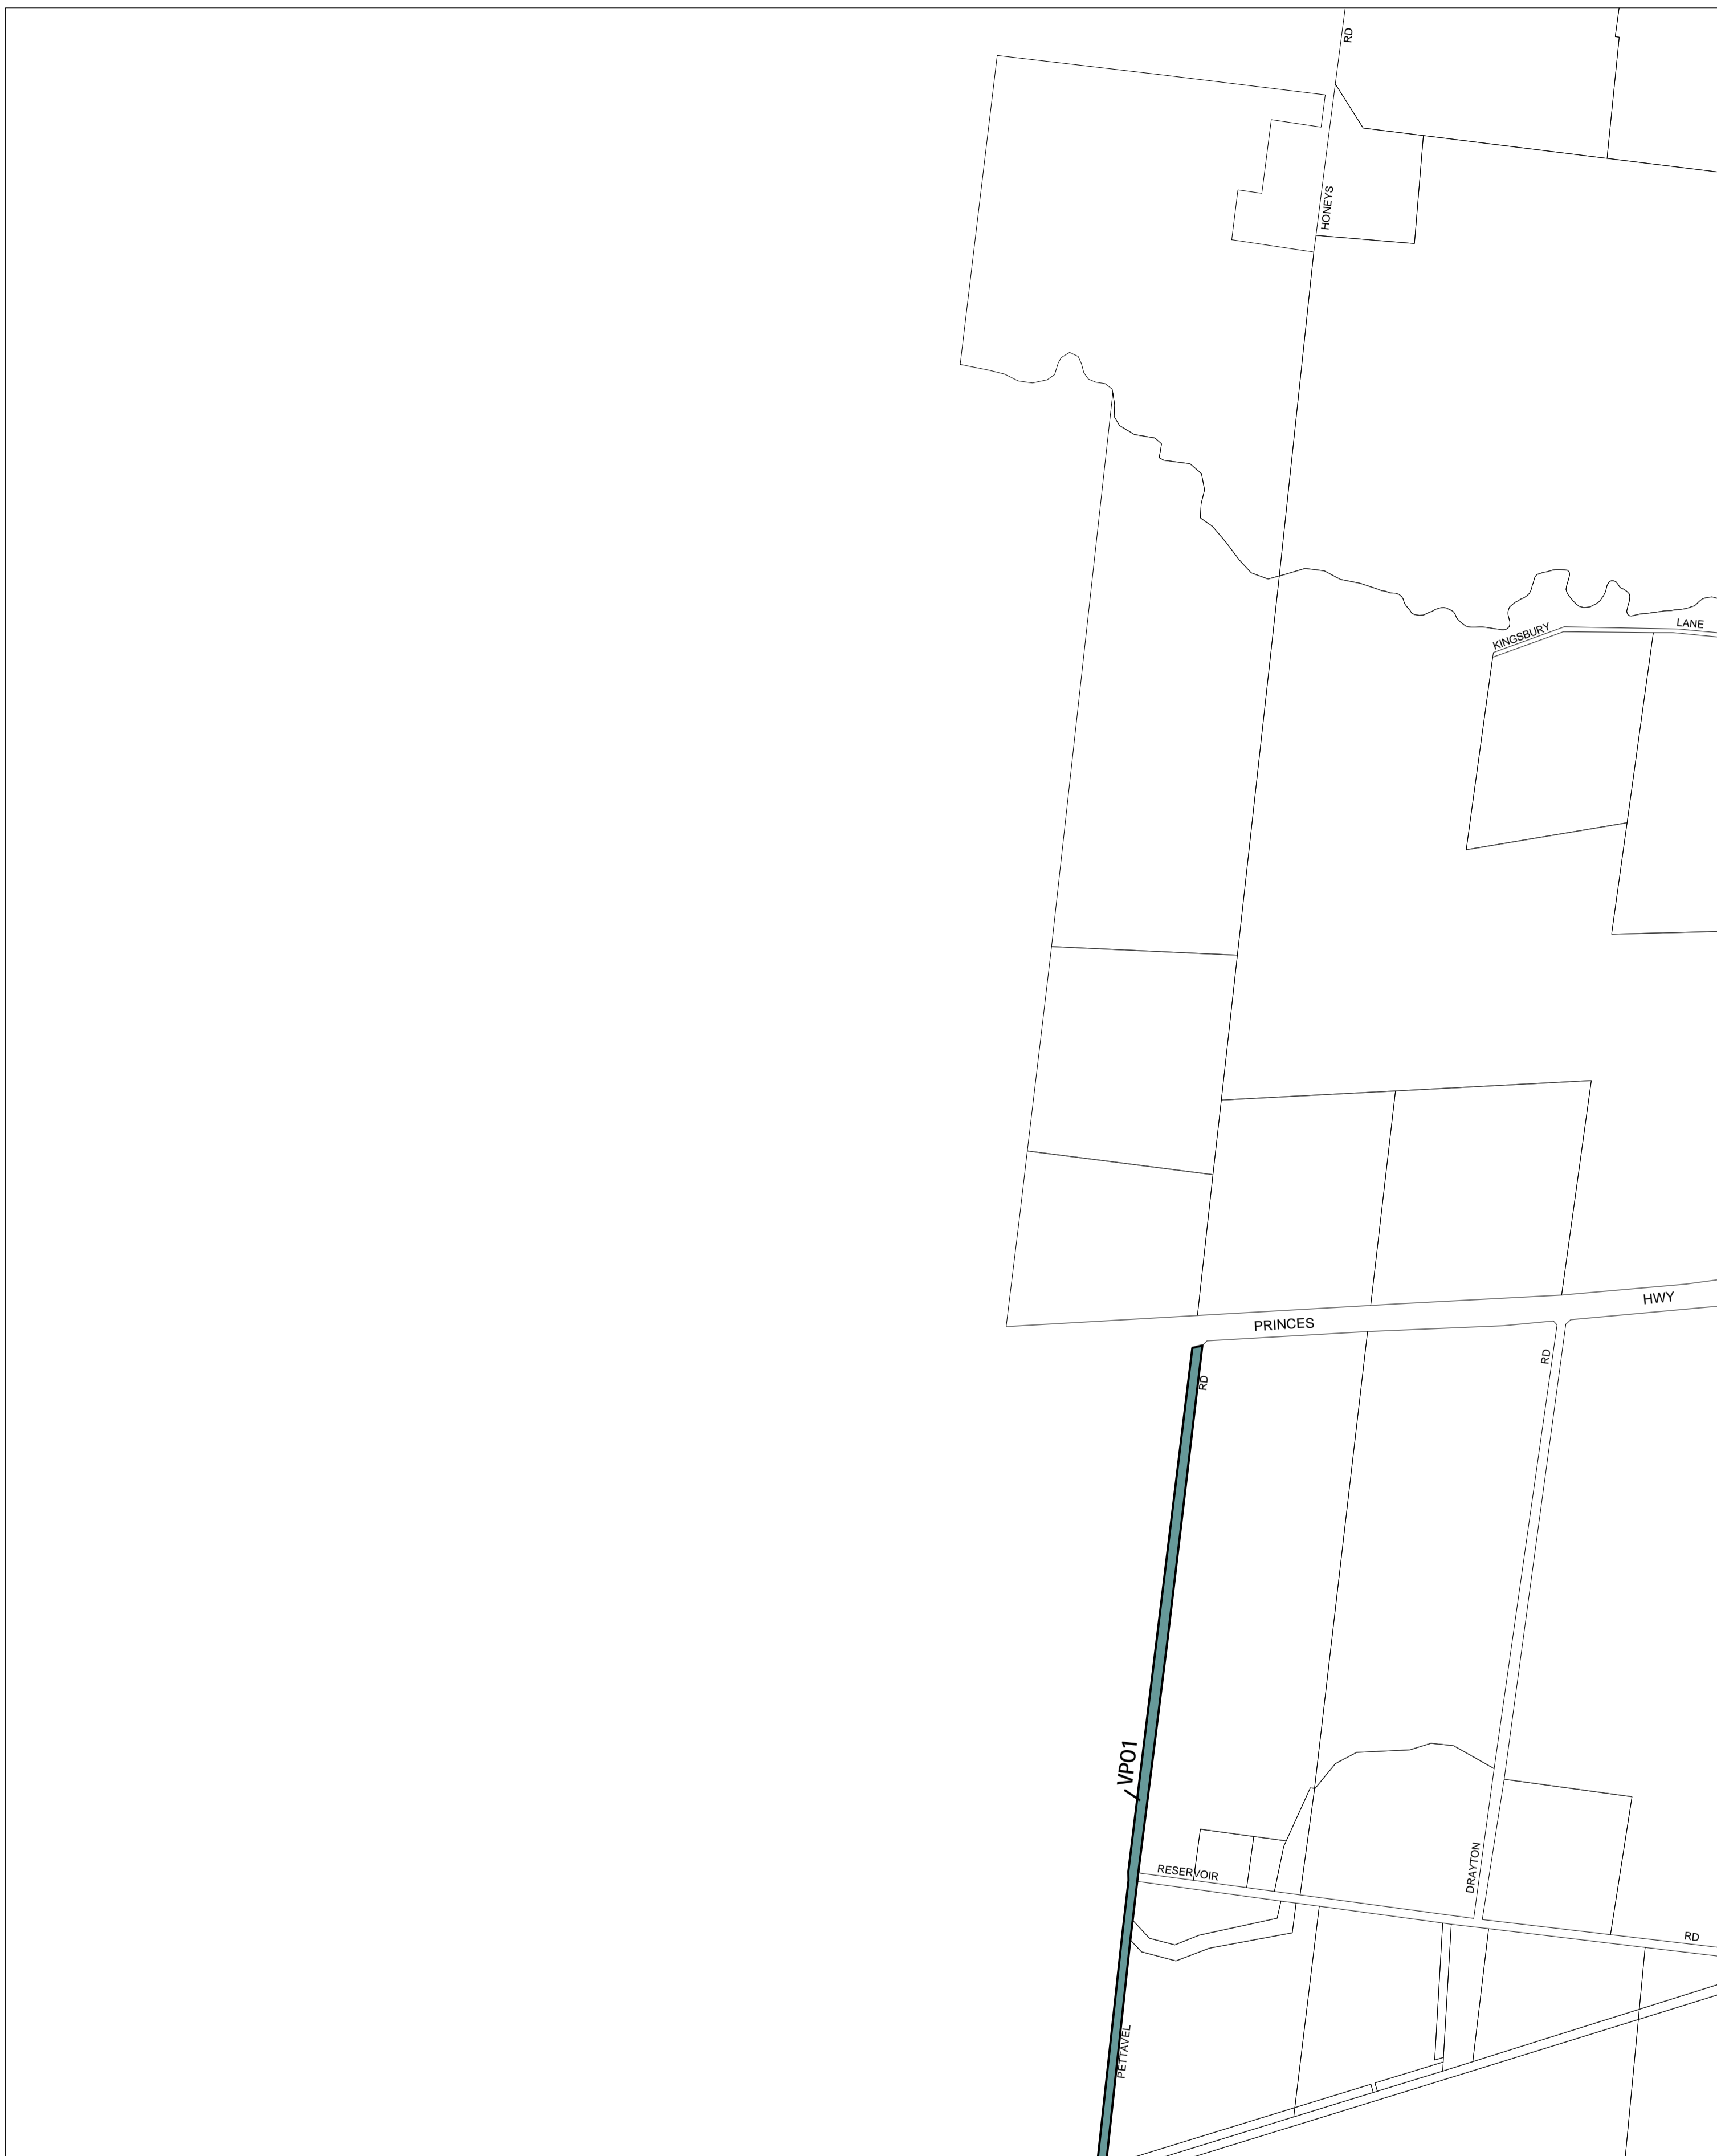 RD
HONEYS
KINGSBURY
LANE
HWY
PRINCES
RD
RD
VPO1
DRAYTON
RESERVOIR
RD
PETTAVEL